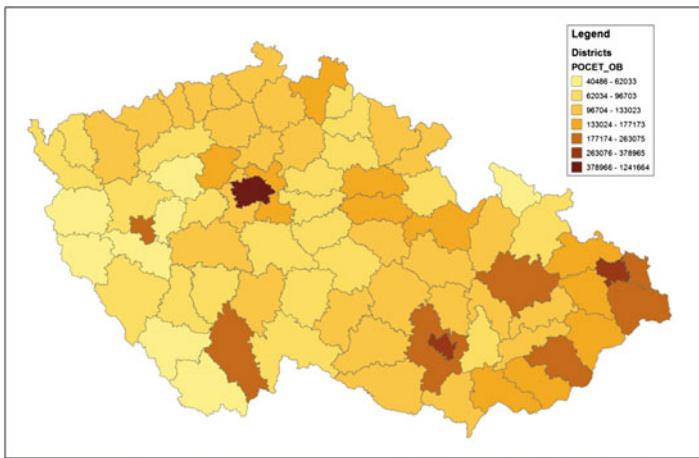 Legend
Districts
POCET_OB
40486 - 62033
62034 - 96703
96704 - 133023
133024 - 177173
177174 - 263075
263076 - 378965
378966 - 1241664